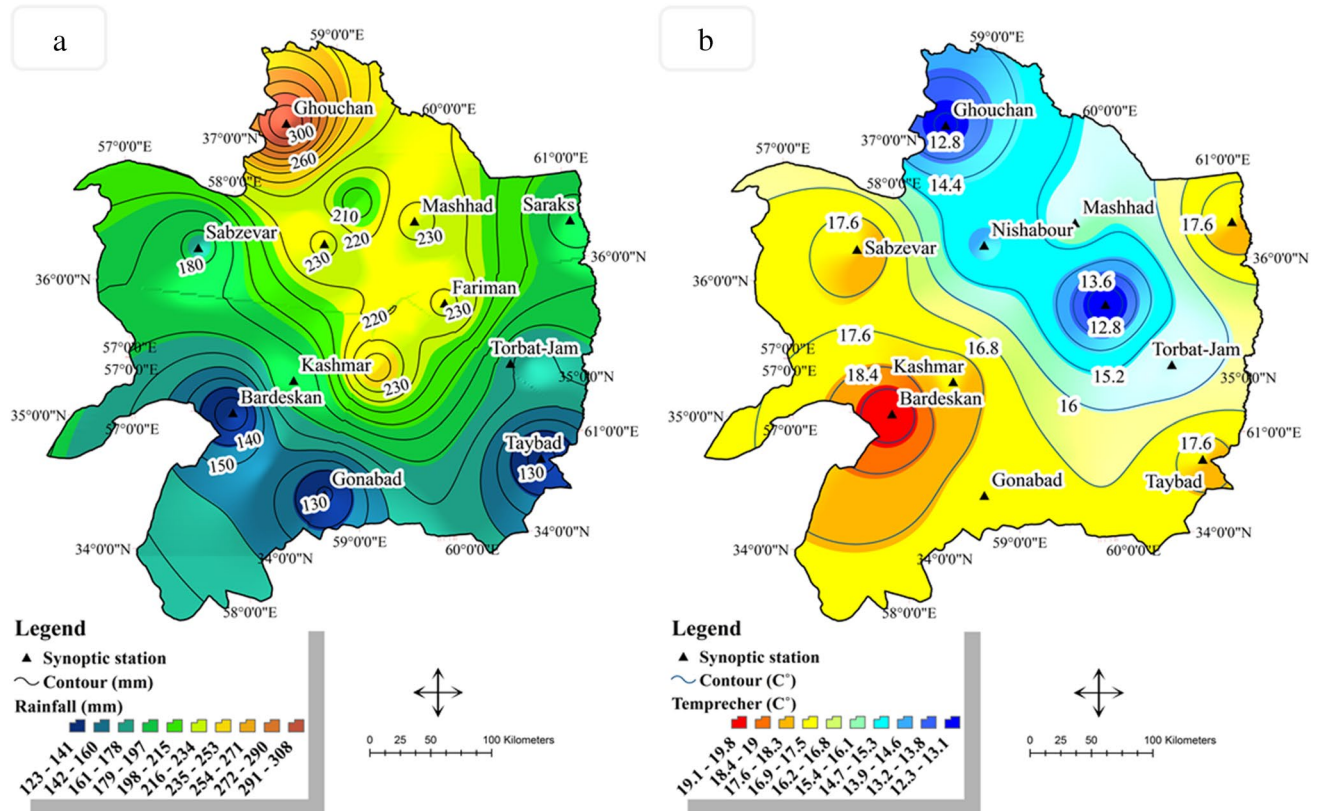 a
59°0'0"E
Ghouchan
300
60°0'0"E
37°0'0"N
260
57°0'0"E
61°0'0"E
58°0'0"E
210
Mashhad
230
Saraks
Sabzevar
180
220
230
36°0'0"N
36°0'0"N
Fariman
230
220
57°0'0"E
57°0'0"E
Kashmar
230
Torbat-Jam
35°0'0"N
Bardeskan
35°0'0"N
57°0'0"E
140
150
61°0'0"E
Taybad
130
Gonabad
130
34°0'0"N
59°0'0"E
34°0'0"N
34°0'0"N
60°0'0"E
58°0'0"E
Legend
Synoptic station
Contour (mm)
Rainfall (mm)
123 - 141
142 - 160
161 - 178
179 - 197
198 - 215
216 - 234
235 - 253
254 - 271
272 - 290
291 - 308
0 25 50 100 Kilometers
b
59°0'0"E
Ghouchan
12.8
60°0'0"E
37°0'0"N
57°0'0"E
61°0'0"E
58°0'0"E
14.4
Mashhad
17.6
17.6
Nishabour
Sabzevar
36°0'0"N
36°0'0"N
13.6
12.8
17.6
16.8
57°0'0"E
57°0'0"E
Kashmar
18.4
Torbat-Jam
15.2
35°0'0"N
Bardeskan
16
35°0'0"N
57°0'0"E
61°0'0"E
17.6
Taybad
Gonabad
34°0'0"N
59°0'0"E
34°0'0"N
34°0'0"N
60°0'0"E
58°0'0"E
Legend
Synoptic station
Contour (C°)
Temprecher (C°)
19.1 - 19.8
18.4 - 19
17.6 - 18.3
16.9 - 17.5
16.2 - 16.8
15.4 - 16.1
14.7 - 15.3
13.9 - 14.6
13.2 - 13.8
12.3 - 13.1
0 25 50 100 Kilometers